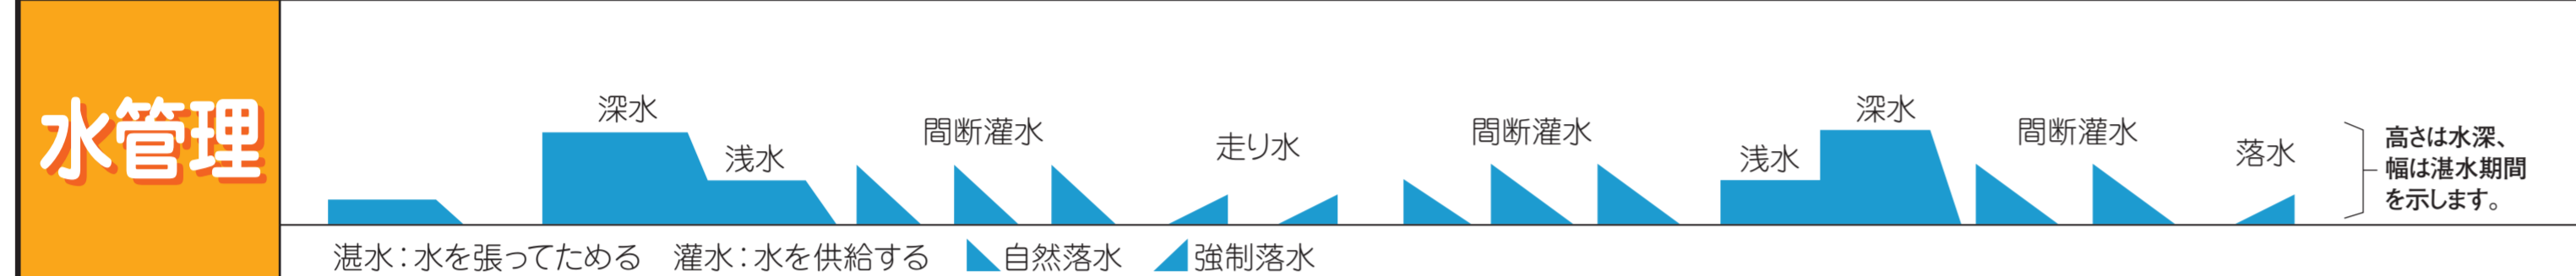 水管理
深水
浅水
間断灌水
走り水
間断灌水
浅水
深水
間断灌水
落水
高さは水深、
幅は湛水期間
を示します。
湛水：水を張ってためる 灌水：水を供給する 自然落水 強制落水